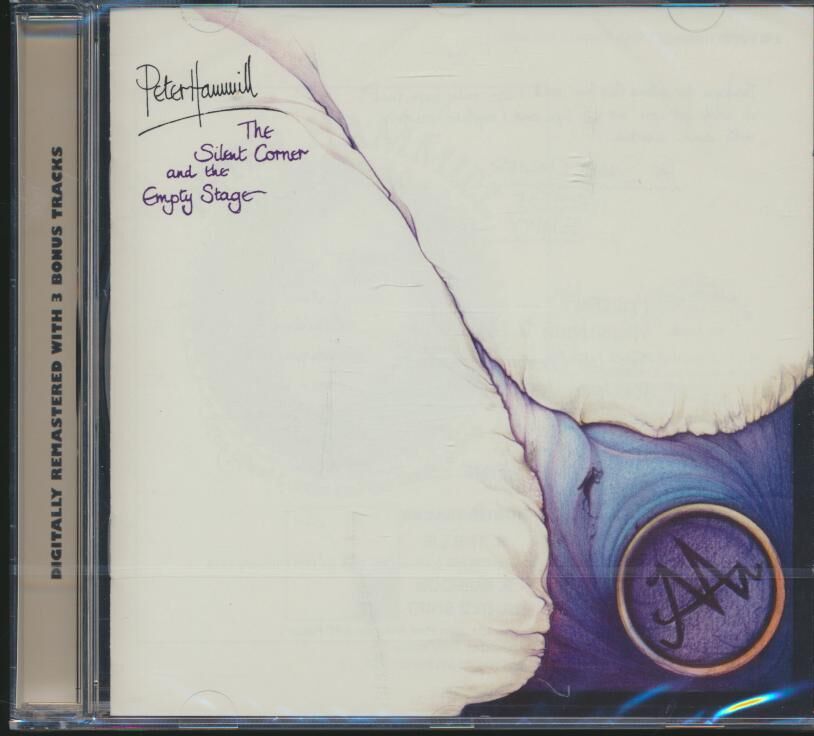 DIGITALLY REMASTERED WITH 3 BONUS TRACKS
Peter Hammill
The
Silent Corner
and the
Empty Stage